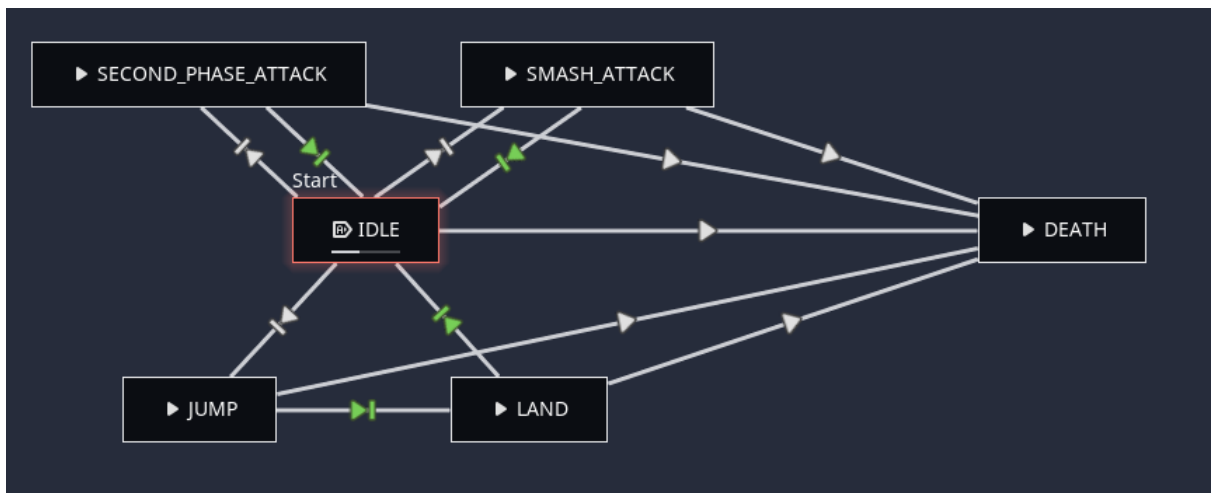 SECOND_PHASE_ATTACK
SMASH_ATTACK
Start
IDLE
DEATH
JUMP
LAND